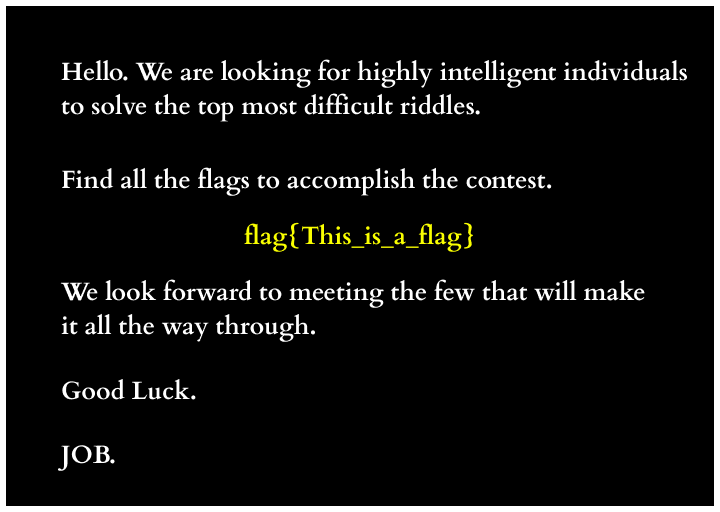 Hello. We are looking for highly intelligent individuals
to solve the top most difficult riddles.
Find all the flags to accomplish the contest.
flag{This_is_a_flag}
We look forward to meeting the few that will make
it all the way through.
Good Luck.
JOB.